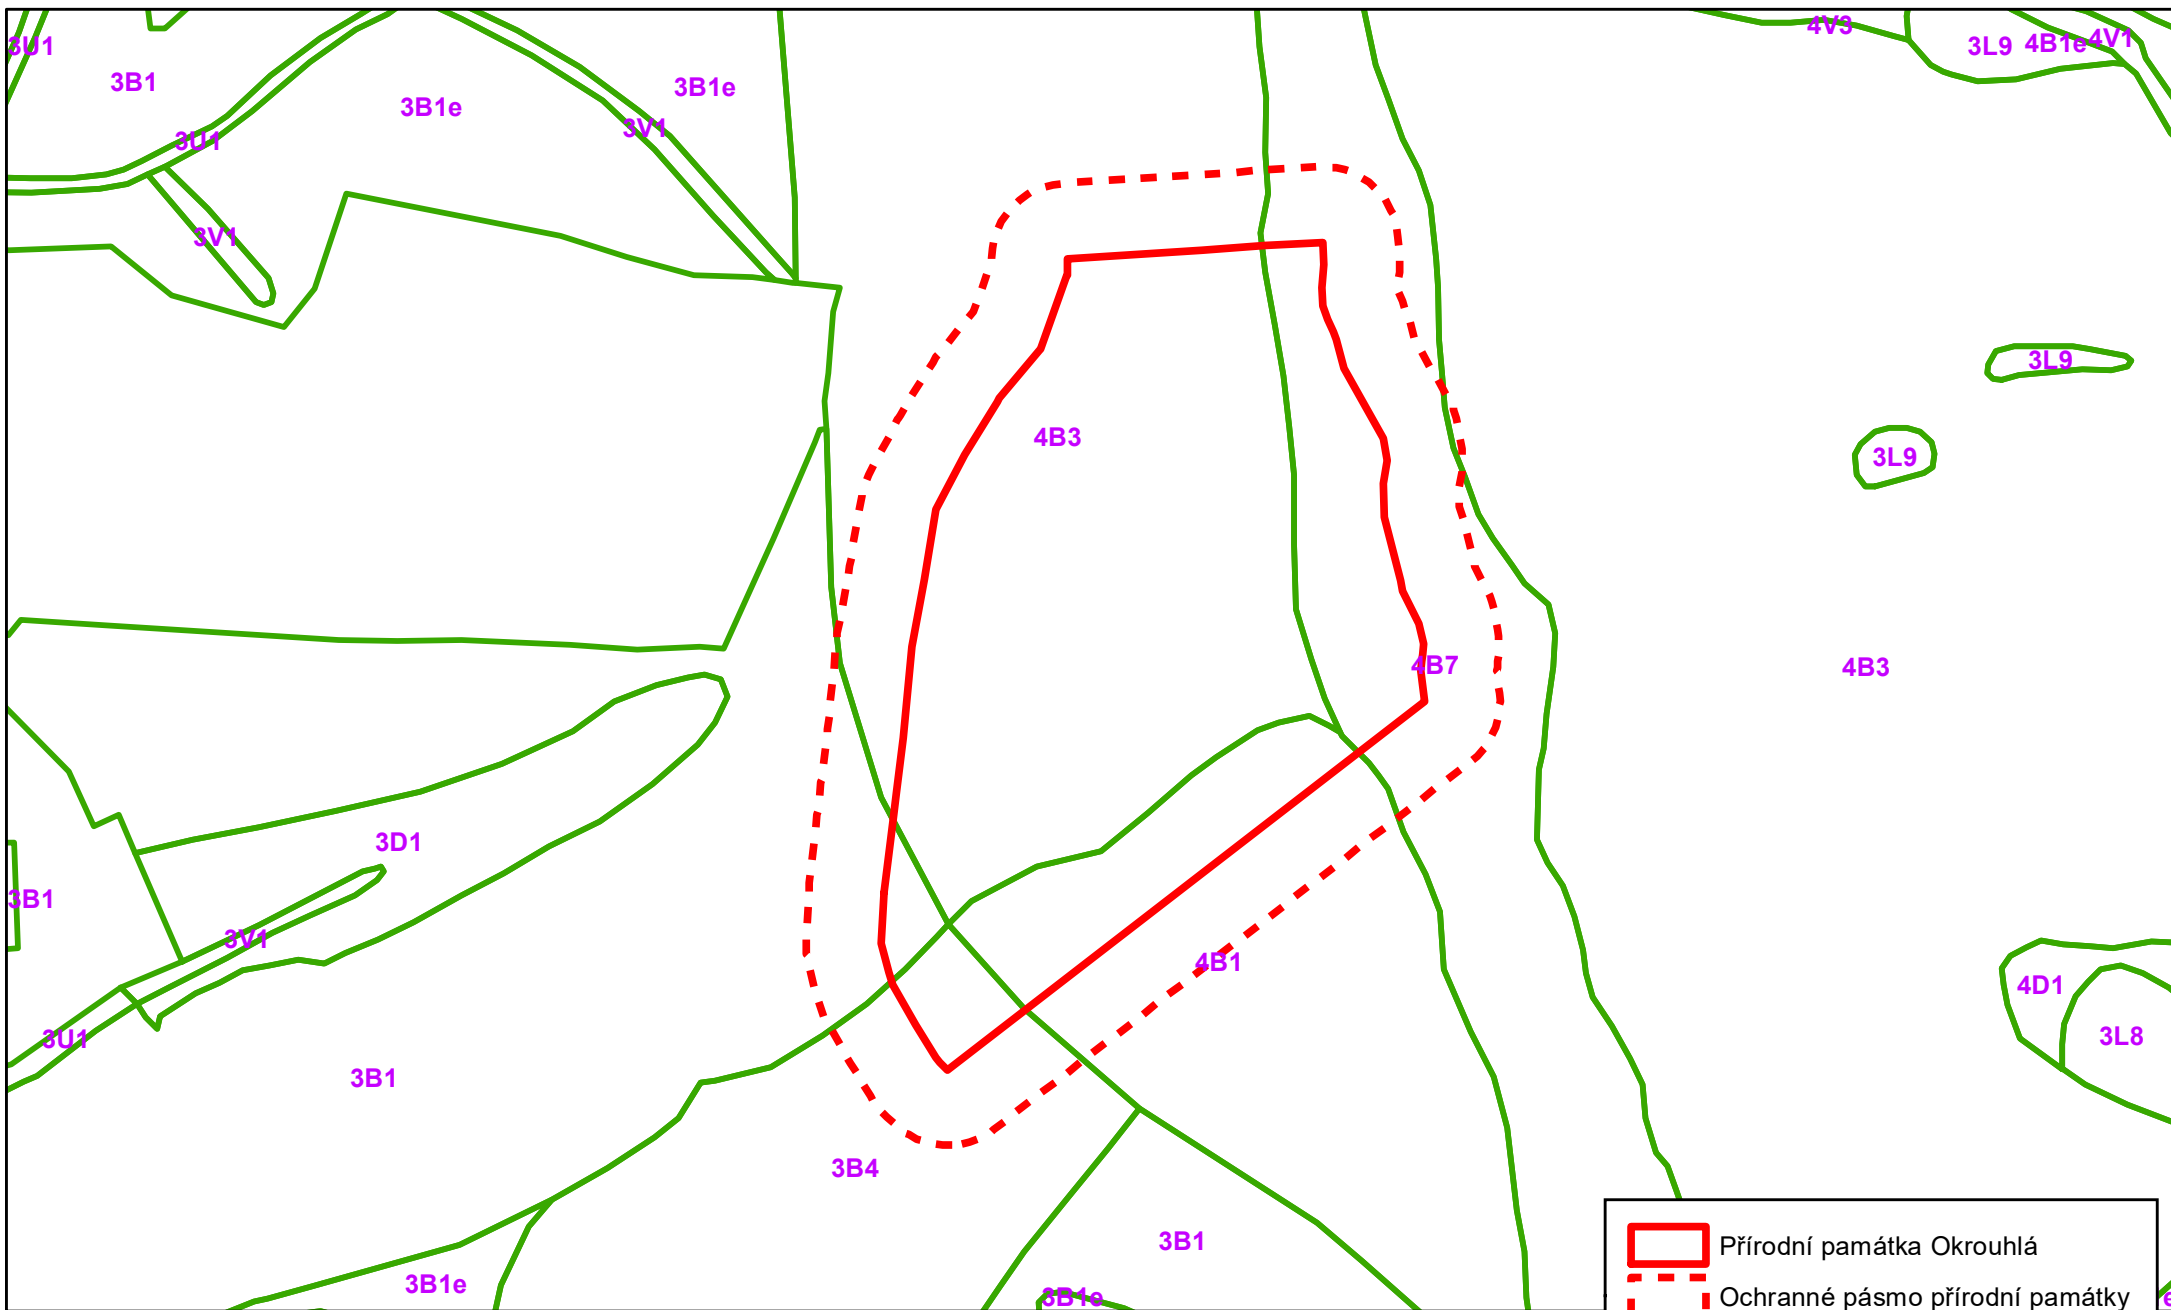 3U1
3B1
3U1
3B1e
3V1
3B1e
3V1
4V3
3L9
4B1e
4V1
3L9
3L9
4B3
4B7
4B3
3D1
3B1
3V1
3U1
3B1
4B1
4D1
3L8
3B4
3B1
3B1e
3B1e
Přírodní památka Okrouhlá
Ochranné pásmo přírodní památky